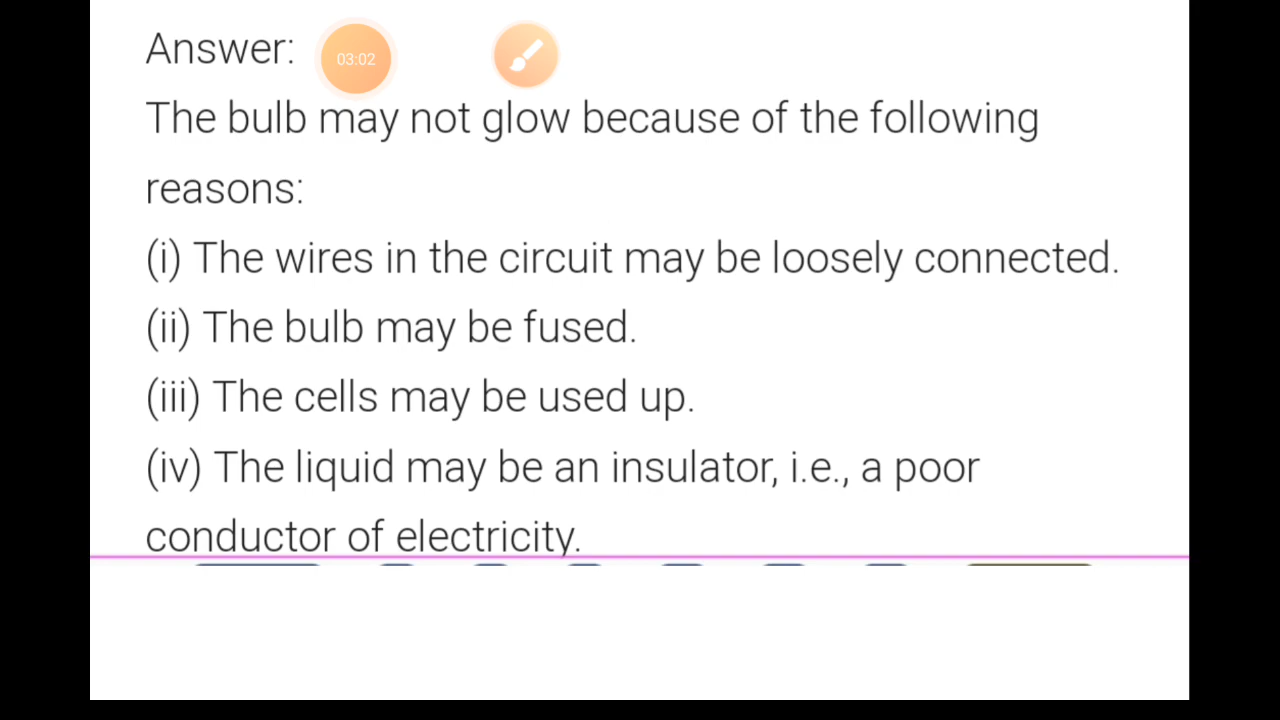 Answer:
03:02
The bulb may not glow because of the following
reasons:
(i) The wires in the circuit may be loosely connected.
(ii) The bulb may be fused.
(iii) The cells may be used up.
(iv) The liquid may be an insulator, i.e., a poor
conductor of electricity.